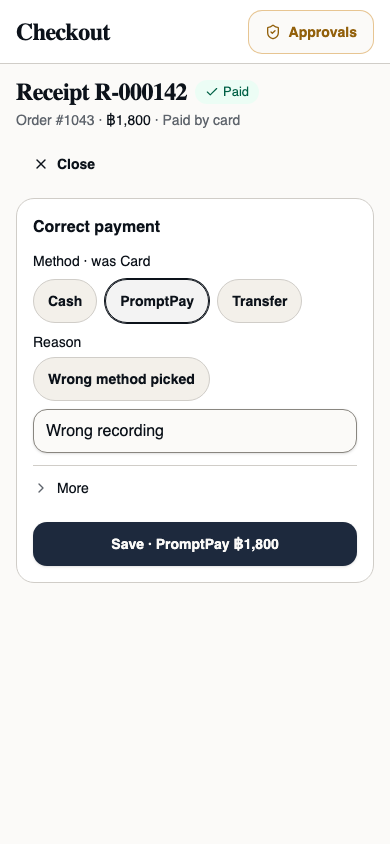 Checkout
Approvals
Receipt R-000142
Paid
Order #1043 · ฿1,800 · Paid by card
Close
Correct payment
Method · was Card
Cash
PromptPay
Transfer
Reason
Wrong method picked
Wrong recording
More
Save · PromptPay ฿1,800